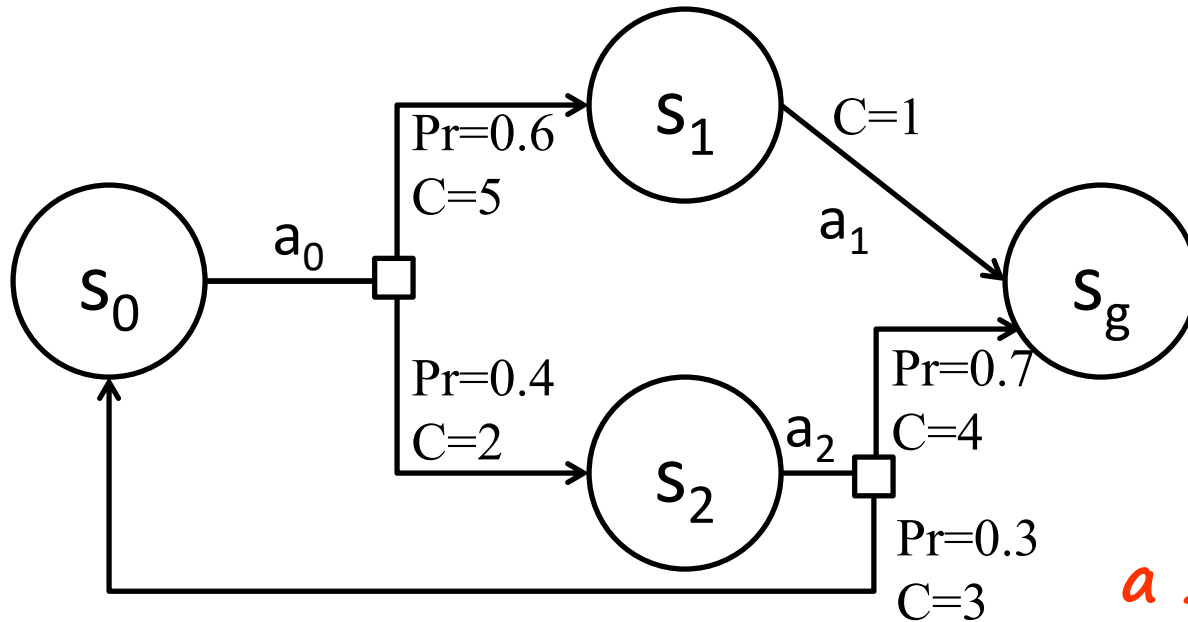 s₀
a₀
Pr=0.6
C=5
s₁
C=1
a₁
s_g
Pr=0.4
C=2
s₂
a₂
Pr=0.7
C=4
Pr=0.3
C=3
a